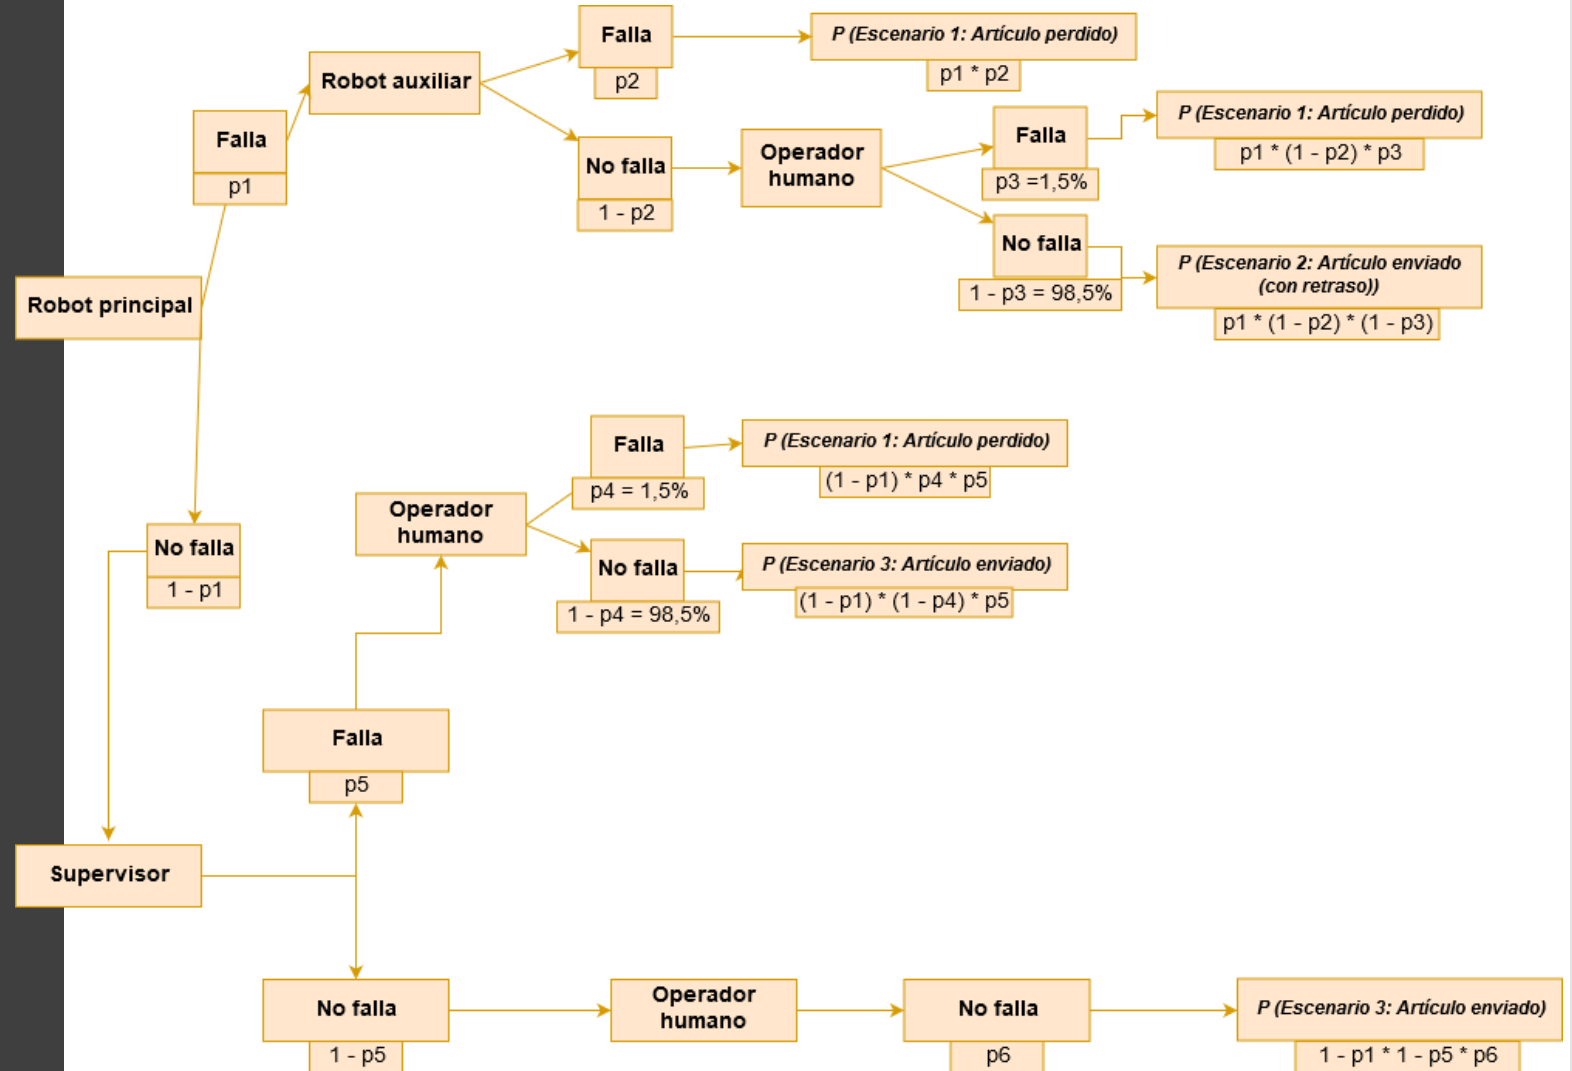 Falla
p2
P (Escenario 1: Artículo perdido)
p1 * p2
Robot auxiliar
Falla
p1
No falla
1 - p2
Operador
humano
Falla
p3 =1,5%
P (Escenario 1: Artículo perdido)
p1 * (1 - p2) * p3
No falla
1 - p3 = 98,5%
P (Escenario 2: Artículo enviado
(con retraso))
p1 * (1 - p2) * (1 - p3)
Robot principal
Falla
p4 = 1,5%
P (Escenario 1: Artículo perdido)
(1 - p1) * p4 * p5
Operador
humano
No falla
1 - p4 = 98,5%
P (Escenario 3: Artículo enviado)
(1 - p1) * (1 - p4) * p5
No falla
1 - p1
Falla
p5
Supervisor
No falla
1 - p5
Operador
humano
No falla
p6
P (Escenario 3: Artículo enviado)
1 - p1 * 1 - p5 * p6